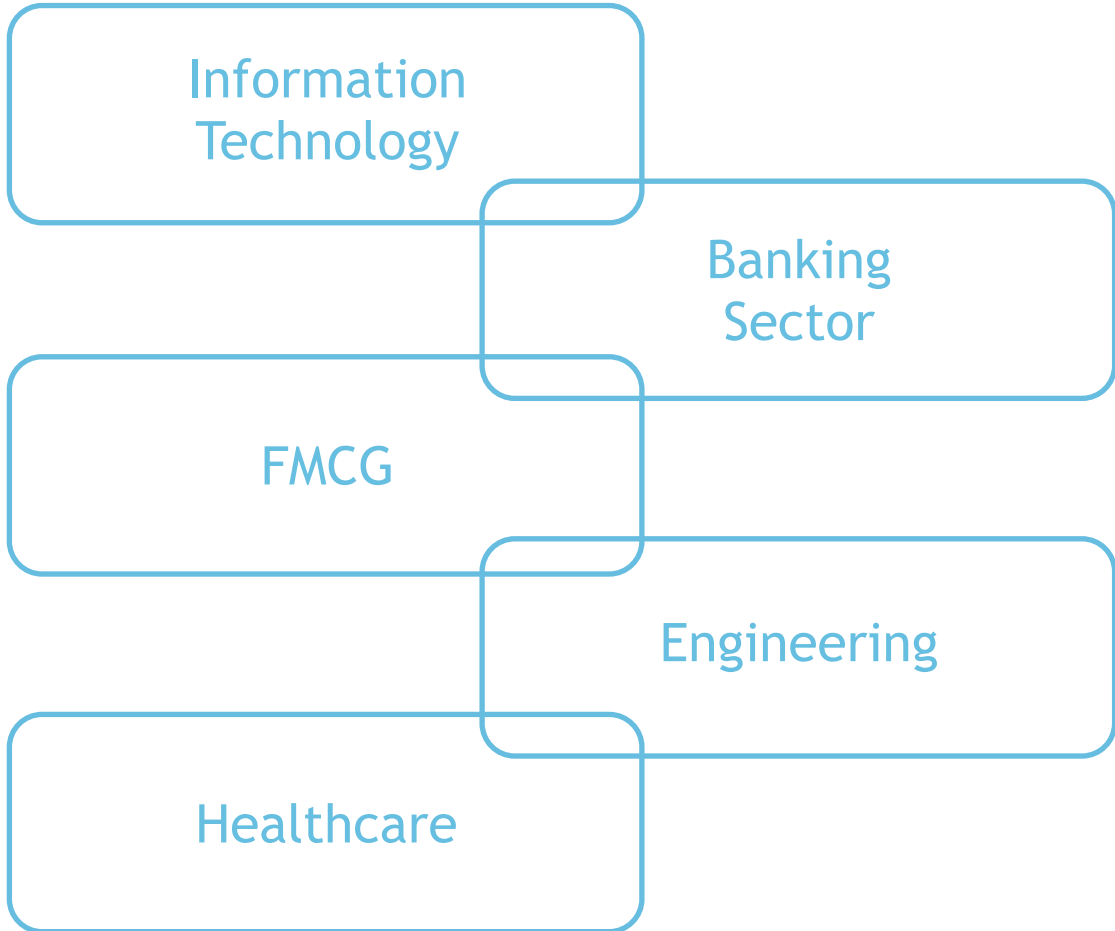 Information
Technology
Banking
Sector
FMCG
Engineering
Healthcare